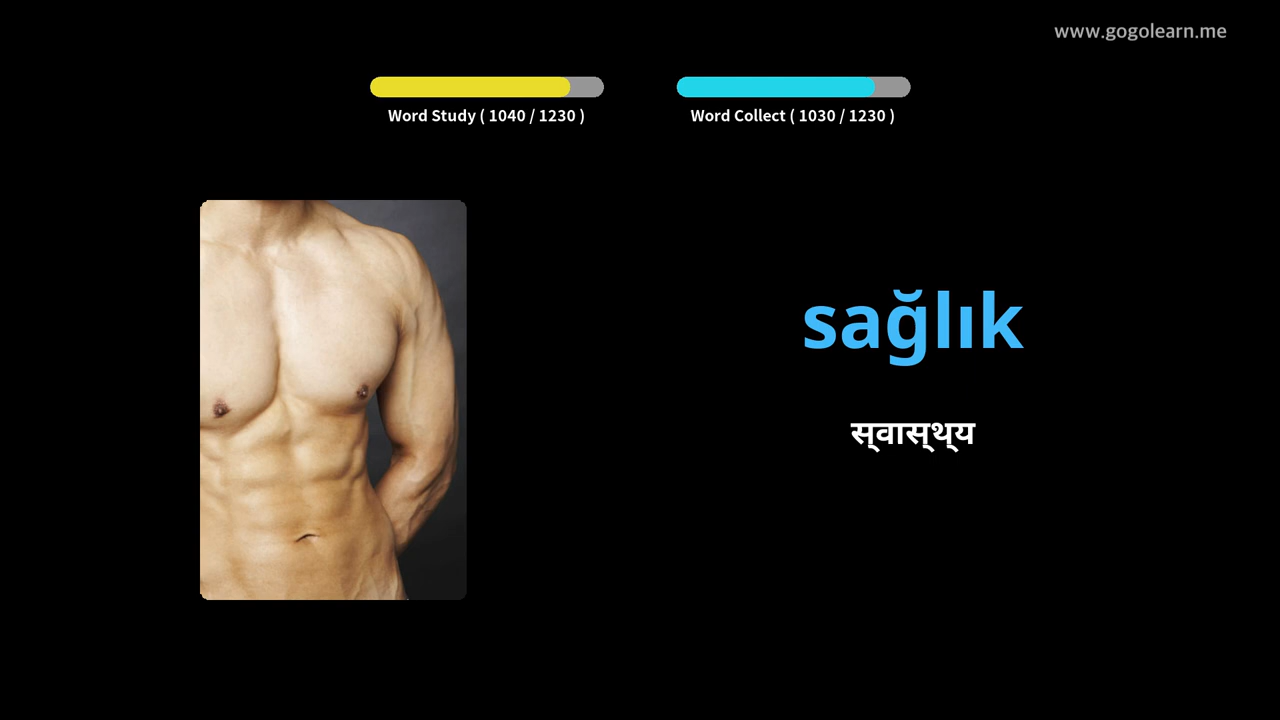 www.gogolearn.me
Word Study ( 1040 / 1230 )
Word Collect ( 1030 / 1230 )
sağlık
स्वास्थ्य